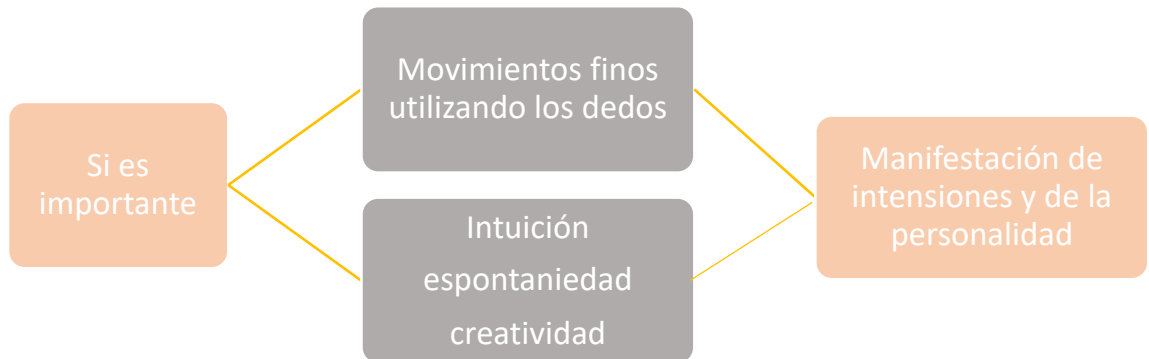 Si es
importante
Movimientos finos
utilizando los dedos
Intuición
espontaniedad
creatividad
Manifestación de
intensiones y de la
personalidad